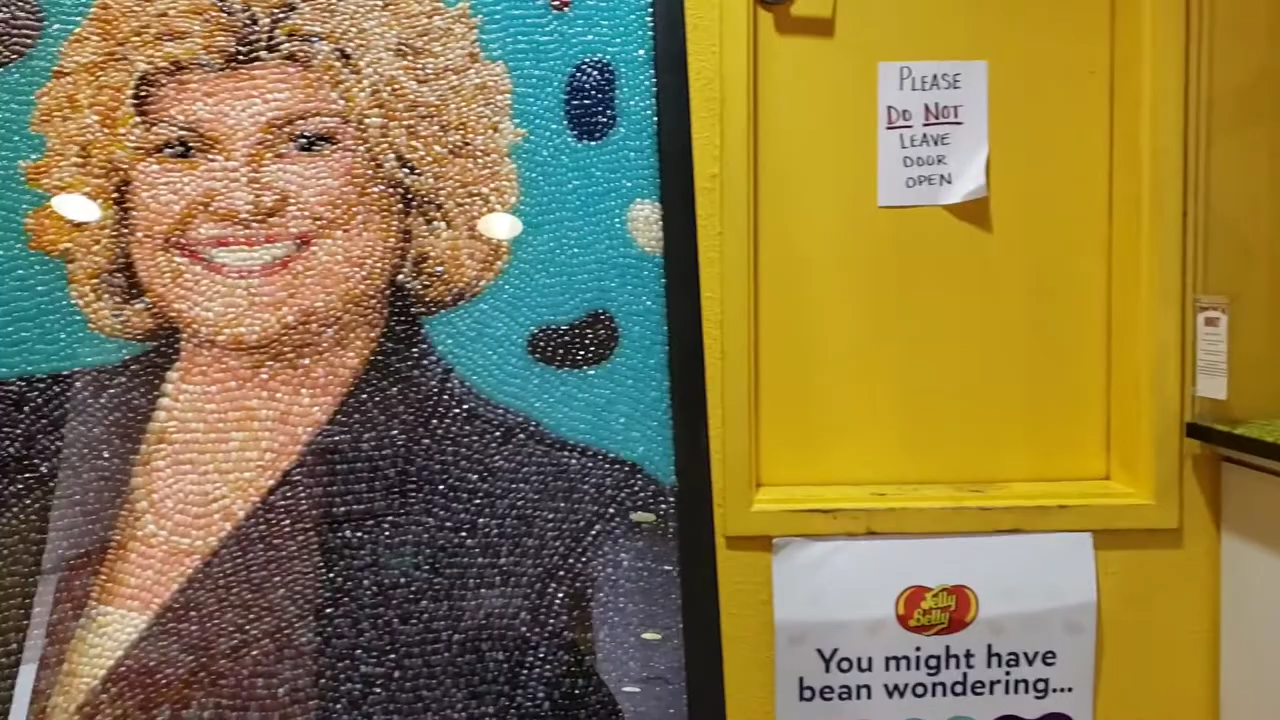 PLEASE
DO NOT
LEAVE
DOOR
OPEN
Jelly
Belly
You might have
bean wondering...